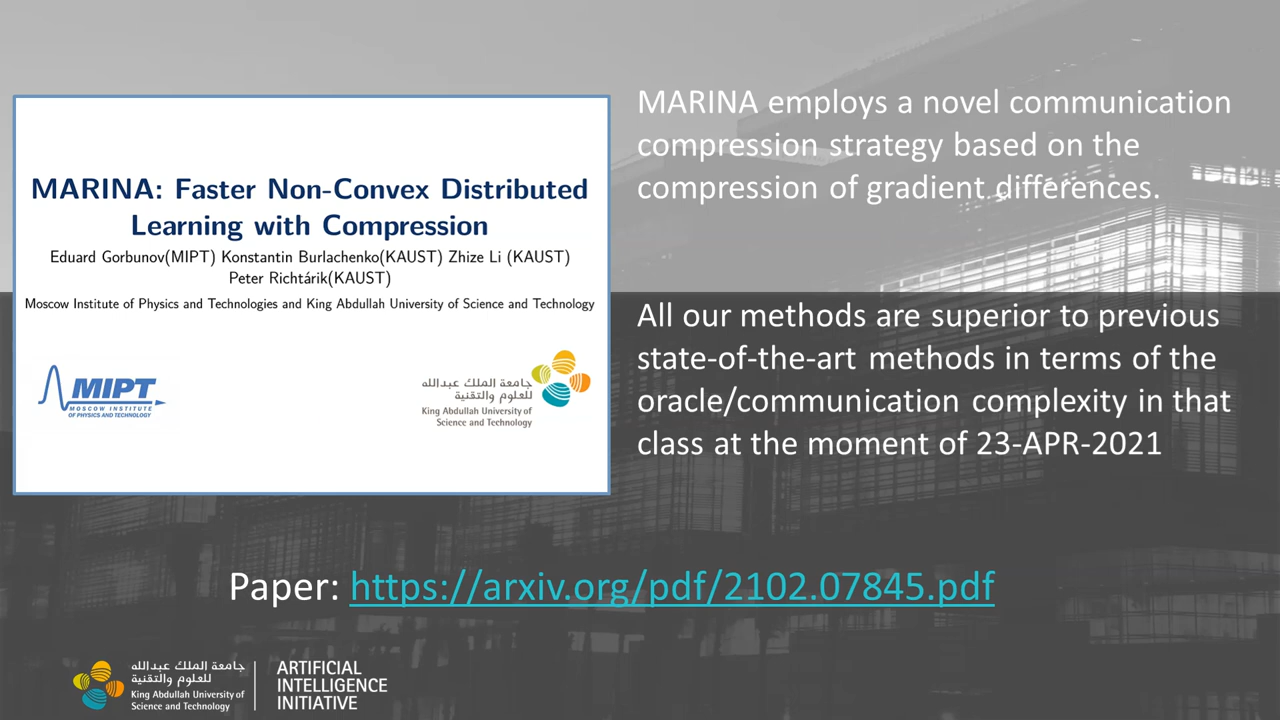 MARINA: Faster Non-Convex Distributed
Learning with Compression
Eduard Gorbunov(MIPT) Konstantin Burlachenko(KAUST) Zhize Li (KAUST)
Peter Richtárik(KAUST)
Moscow Institute of Physics and Technologies and King Abdullah University of Science and Technology
MIPT
MOSCOW INSTITUTE
OF PHYSICS AND TECHNOLOGY
جامعة الملك عبدالله
للعلوم والتقنية
King Abdullah University of
Science and Technology
MARINA employs a novel communication
compression strategy based on the
compression of gradient differences.
All our methods are superior to previous
state-of-the-art methods in terms of the
oracle/communication complexity in that
class at the moment of 23-APR-2021
Paper: https://arxiv.org/pdf/2102.07845.pdf
جامعة الملك عبدالله
للعلوم والتقنية
King Abdullah University of
Science and Technology
ARTIFICIAL
INTELLIGENCE
INITIATIVE